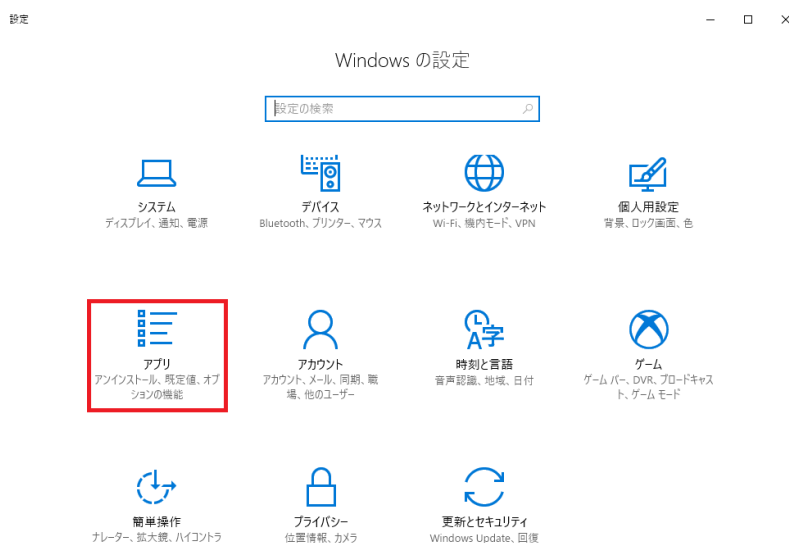 設定
Windows の設定
設定の検索
システム
ディスプレイ、通知、電源
デバイス
Bluetooth、プリンター、マウス
ネットワークとインターネット
Wi-Fi、機内モード、VPN
個人用設定
背景、ロック画面、色
アプリ
アンインストール、既定値、オプ
ションの機能
アカウント
アカウント、メール、同期、職
場、他のユーザー
時刻と言語
音声認識、地域、日付
ゲーム
ゲーム バー、DVR、ブロードキャス
ト、ゲーム モード
簡単操作
ナレーター、拡大鏡、ハイコントラ
プライバシー
位置情報、カメラ
更新とセキュリティ
Windows Update、回復